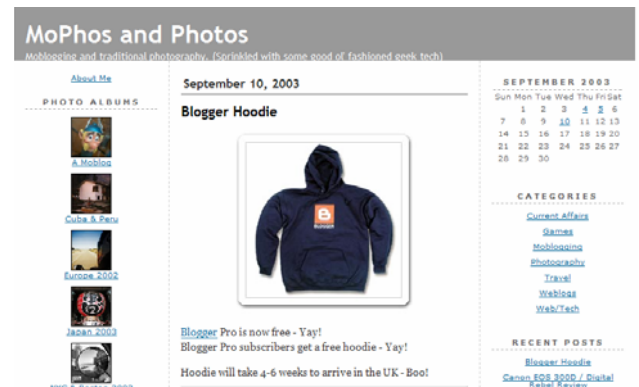 MoPhos and Photos
Moblogging and traditional photography. (Sprinkled with some good ol' fashioned geek tech)
About Me
PHOTO ALBUMS
A Moblog
Cuba & Peru
Europe 2002
Japan 2003
September 10, 2003
Blogger Hoodie
BLOGGER
Blogger Pro is now free - Yay!
Blogger Pro subscribers get a free hoodie - Yay!
Hoodie will take 4-6 weeks to arrive in the UK - Boo!
SEPTEMBER 2003
Sun Mon Tue Wed Thu Fri Sat
1 2 3 4 5 6
7 8 9 10 11 12 13
14 15 16 17 18 19 20
21 22 23 24 25 26 27
28 29 30
CATEGORIES
Current Affairs
Games
Moblogging
Photography
Travel
Weblogs
Web/Tech
RECENT POSTS
Blogger Hoodie
Canon EOS 300D / Digital
Rebel Review